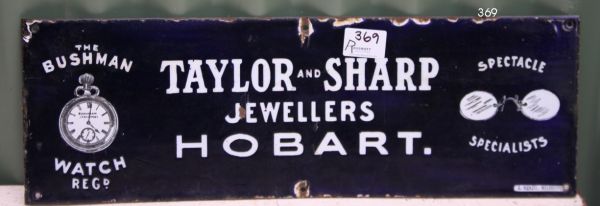 369
369
THE
BUSHMAN
WATCH
REGD
TAYLOR AND SHARP
JEWELLERS
HOBART.
SPECTACLE
SPECIALISTS